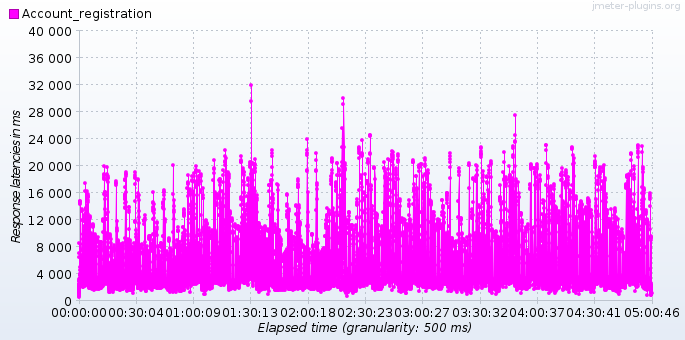 jmeter-plugins.org
Account_registration
40 000
36 000
32 000
28 000
24 000
20 000
16 000
12 000
8 000
4 000
0
Response latencies in ms
00:00:00 00:30:04 01:00:09 01:30:13 02:00:18 02:30:23 03:00:27 03:30:32 04:00:37 04:30:41 05:00:46
Elapsed time (granularity: 500 ms)